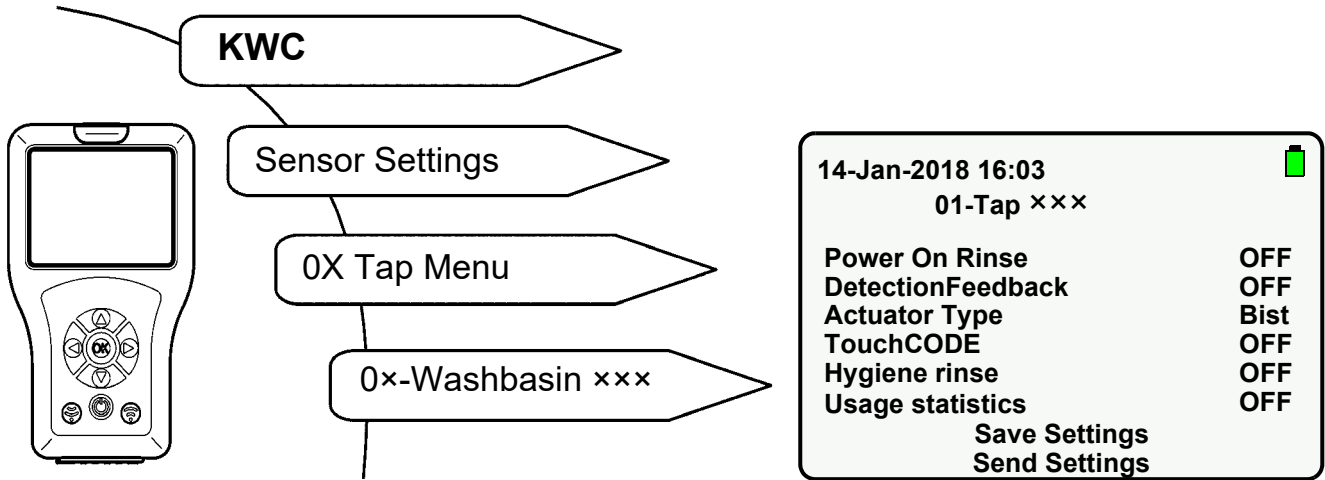 KWC
Sensor Settings
0X Tap Menu
0×-Washbasin ×××
OK
14-Jan-2018 16:03
01-Tap ×××
Power On Rinse OFF
DetectionFeedback OFF
Actuator Type Bist
TouchCODE OFF
Hygiene rinse OFF
Usage statistics OFF
Save Settings
Send Settings